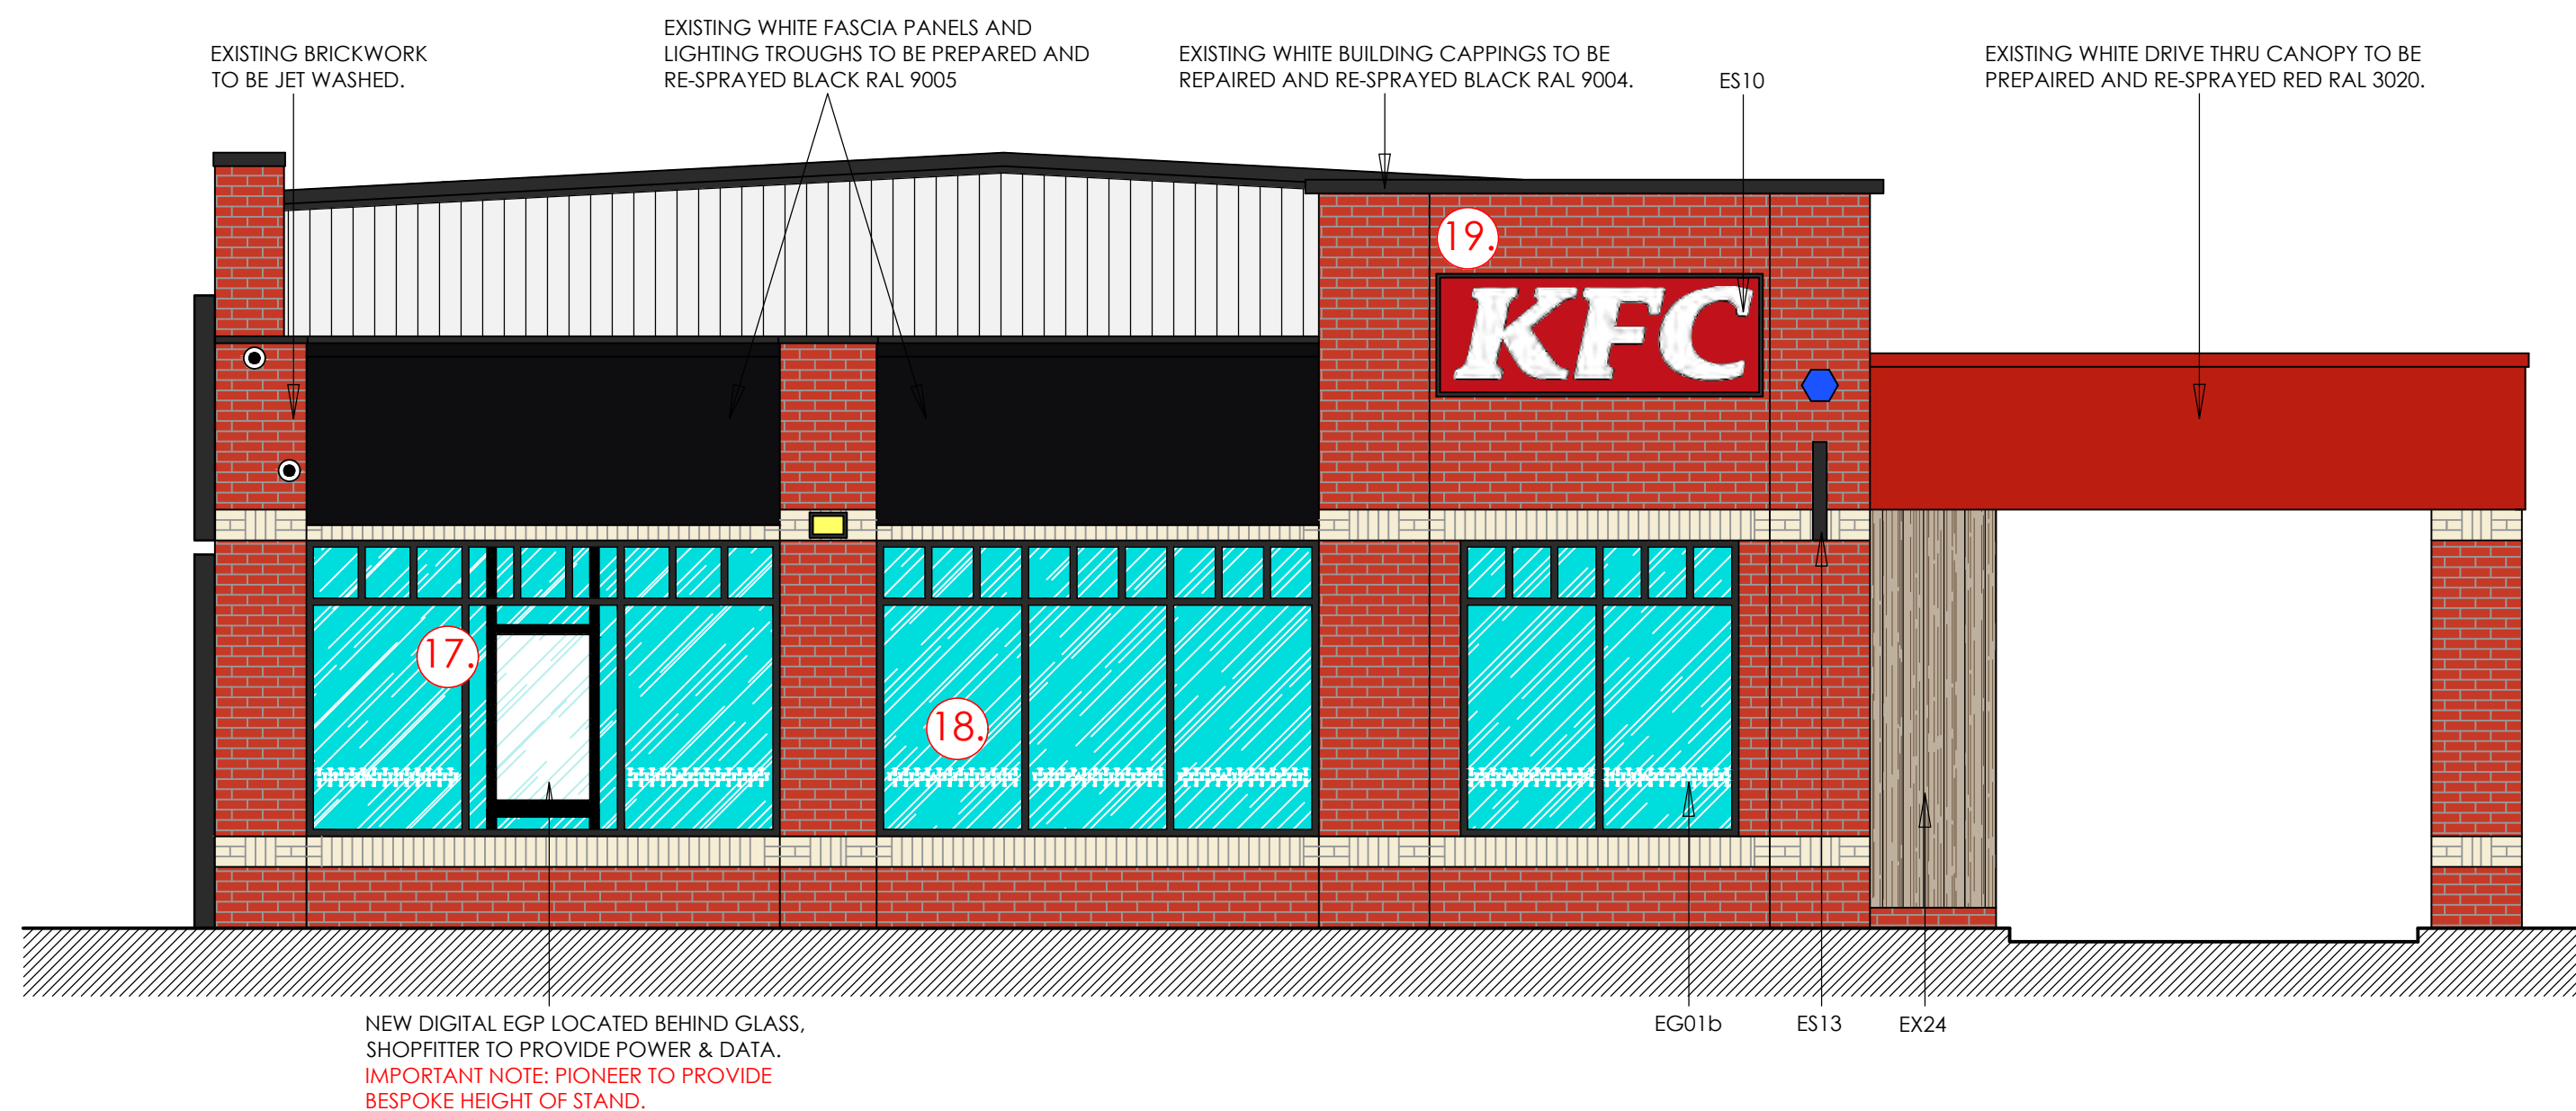 EXISTING BRICKWORK
TO BE JET WASHED.
EXISTING WHITE FASCIA PANELS AND
LIGHTING TROUGHS TO BE PREPARED AND
RE-SPRAYED BLACK RAL 9005
EXISTING WHITE BUILDING CAPPINGS TO BE
REPAIRED AND RE-SPRAYED BLACK RAL 9004.
ES10
EXISTING WHITE DRIVE THRU CANOPY TO BE
PREPAIRED AND RE-SPRAYED RED RAL 3020.
19.
KFC
17.
18.
NEW DIGITAL EGP LOCATED BEHIND GLASS,
SHOPFITTER TO PROVIDE POWER & DATA.
IMPORTANT NOTE: PIONEER TO PROVIDE
BESPOKE HEIGHT OF STAND.
EG01b
ES13
EX24